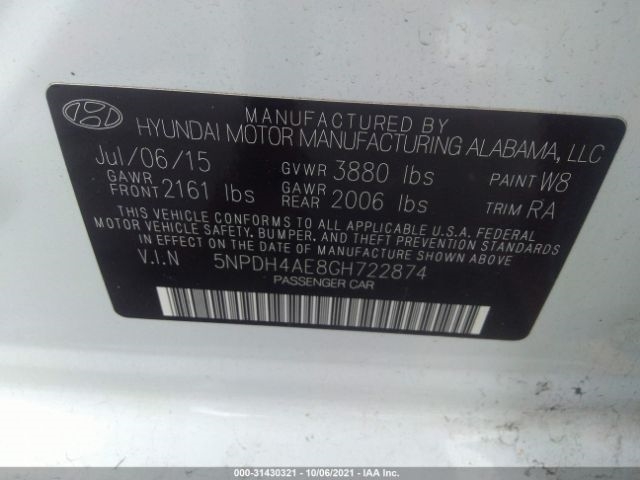 MANUFACTURED BY
HYUNDAI MOTOR MANUFACTURING ALABAMA, LLC
Jul/06/15 GVWR 3880 lbs PAINT W8
GAWR FRONT 2161 lbs GAWR REAR 2006 lbs TRIM RA
THIS VEHICLE CONFORMS TO ALL APPLICABLE U.S.A. FEDERAL
MOTOR VEHICLE SAFETY, BUMPER, AND THEFT PREVENTION STANDARDS
IN EFFECT ON THE DATE OF MANUFACTURE SHOWN ABOVE.
V.I.N 5NPDH4AE8GH722874
PASSENGER CAR
000-31430321 - 10/06/2021 - IAA Inc.